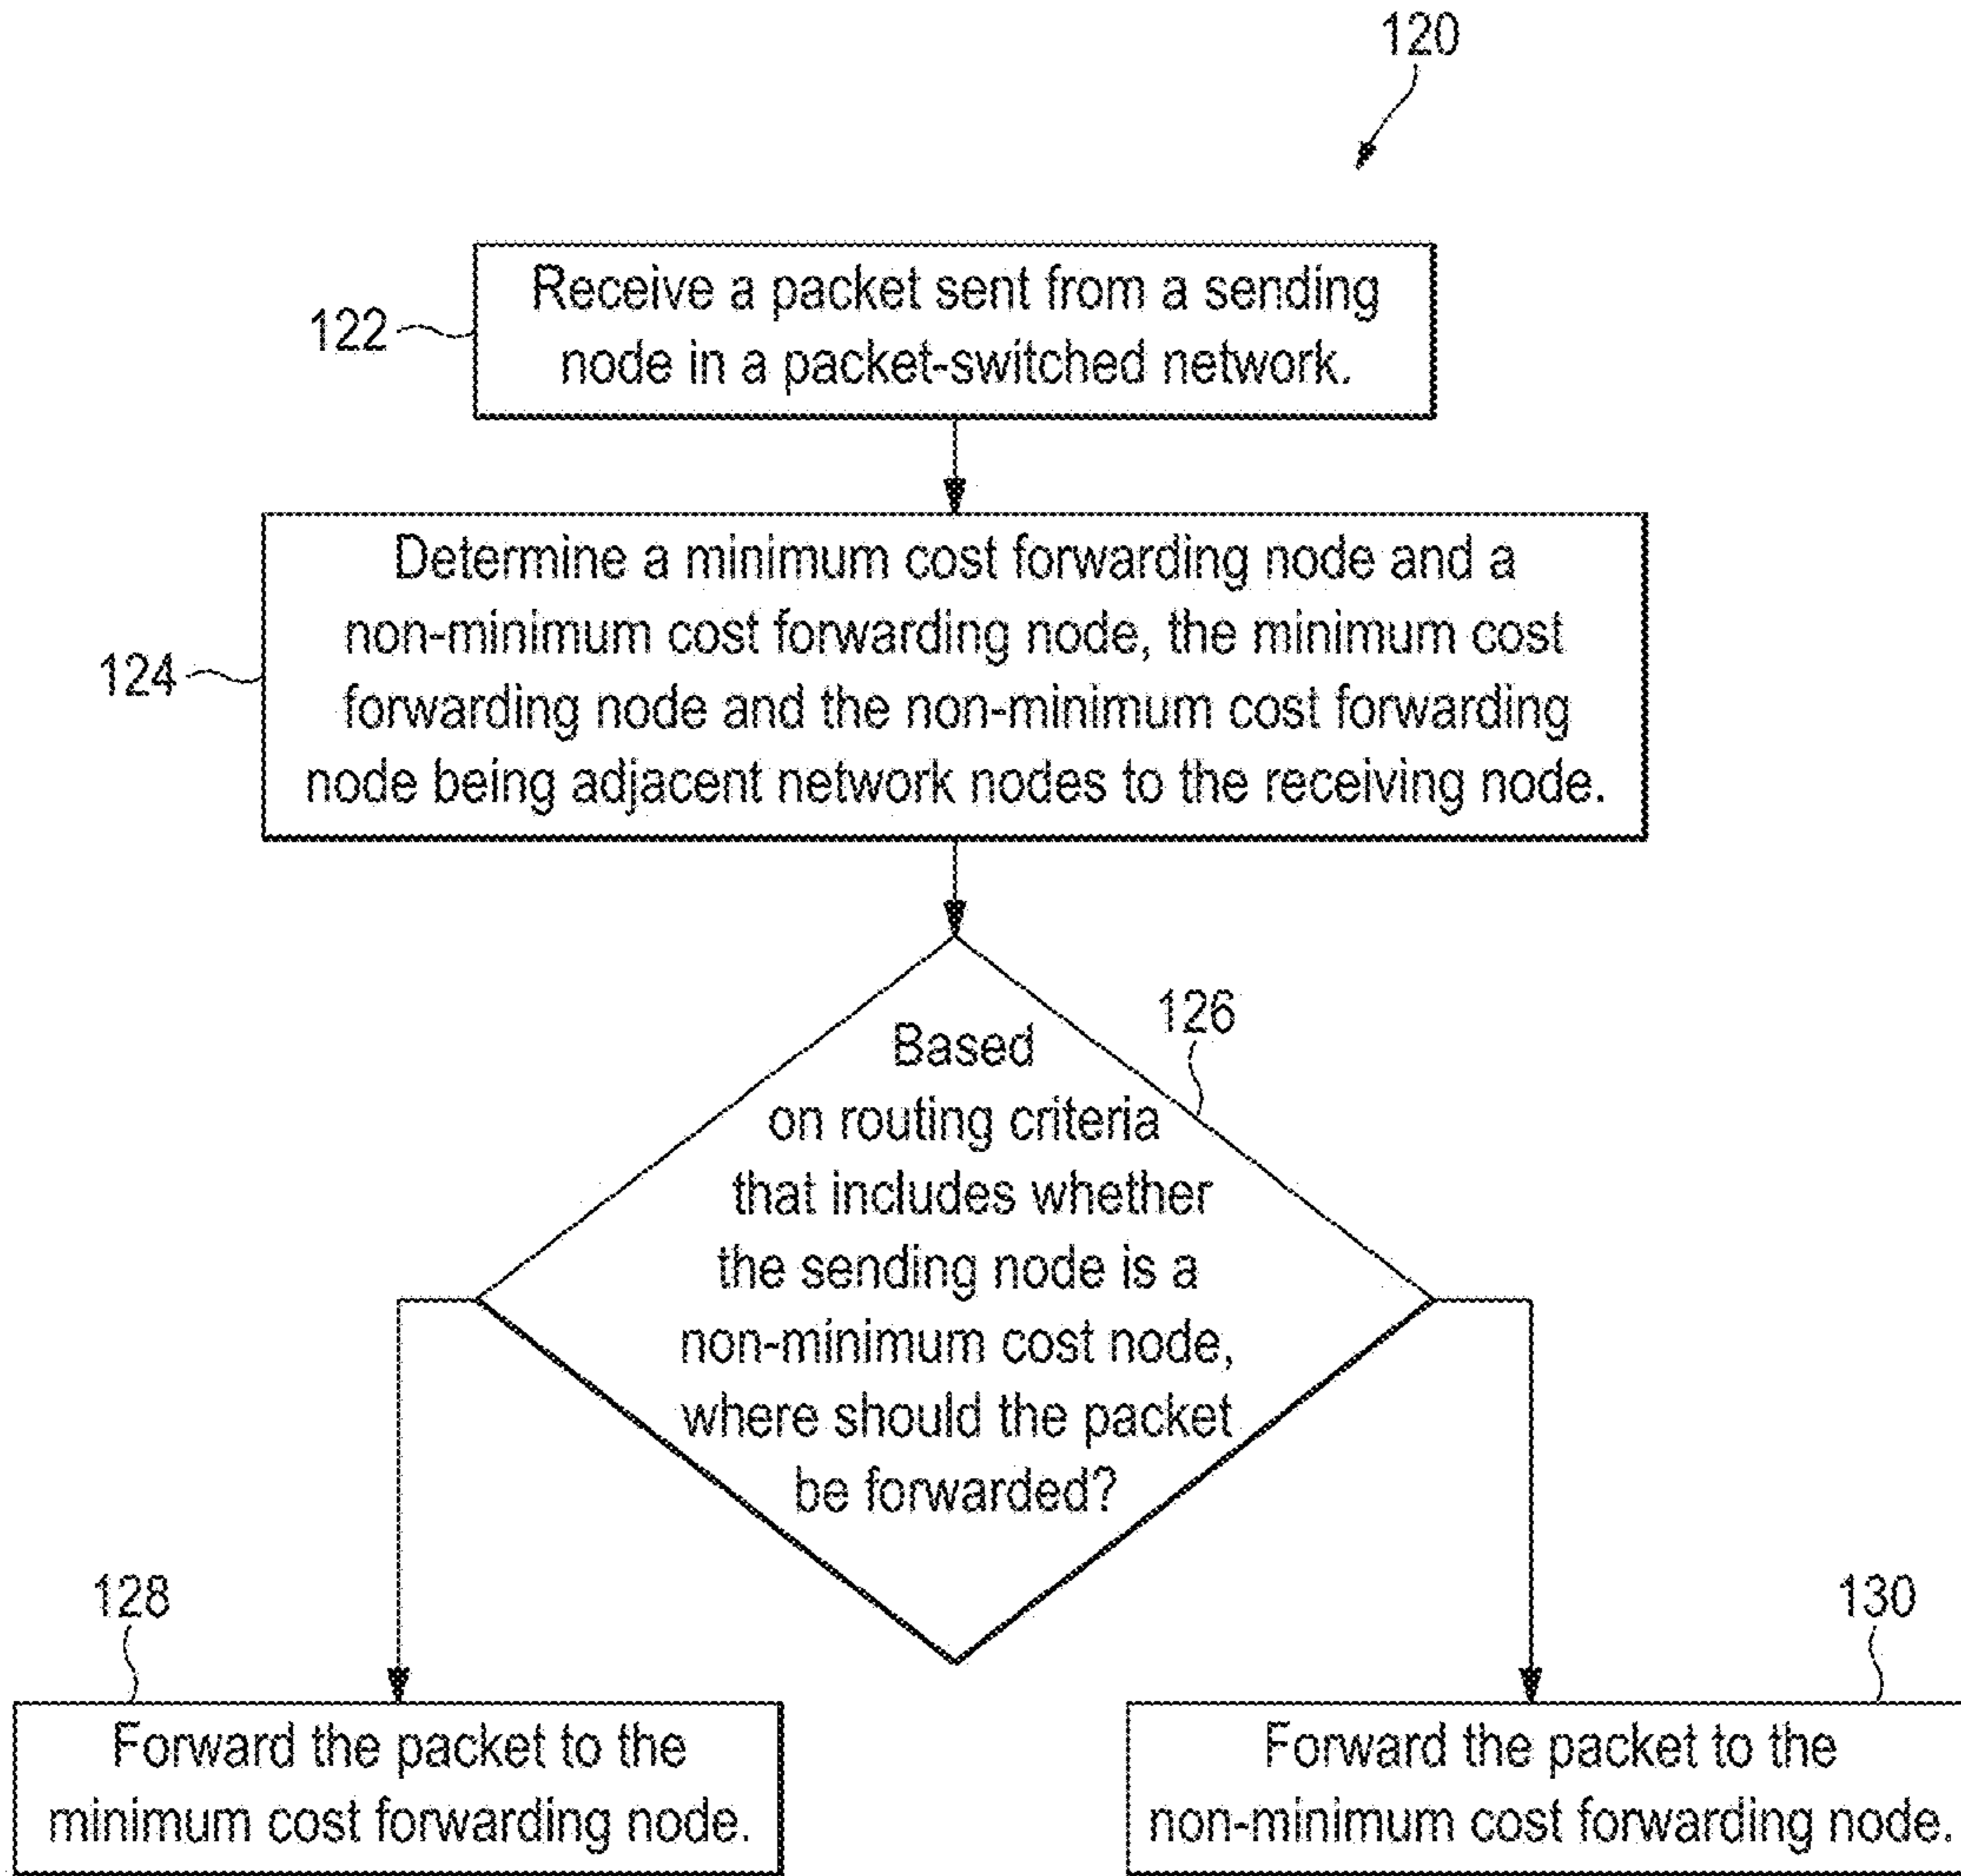 120
122
Receive a packet sent from a sending
node in a packet-switched network.
124
Determine a minimum cost forwarding node and a
non-minimum cost forwarding node, the minimum cost
forwarding node and the non-minimum cost forwarding
node being adjacent network nodes to the receiving node.
126
Based
on routing criteria
that includes whether
the sending node is a
non-minimum cost node,
where should the packet
be forwarded?
128
Forward the packet to the
minimum cost forwarding node.
130
Forward the packet to the
non-minimum cost forwarding node.